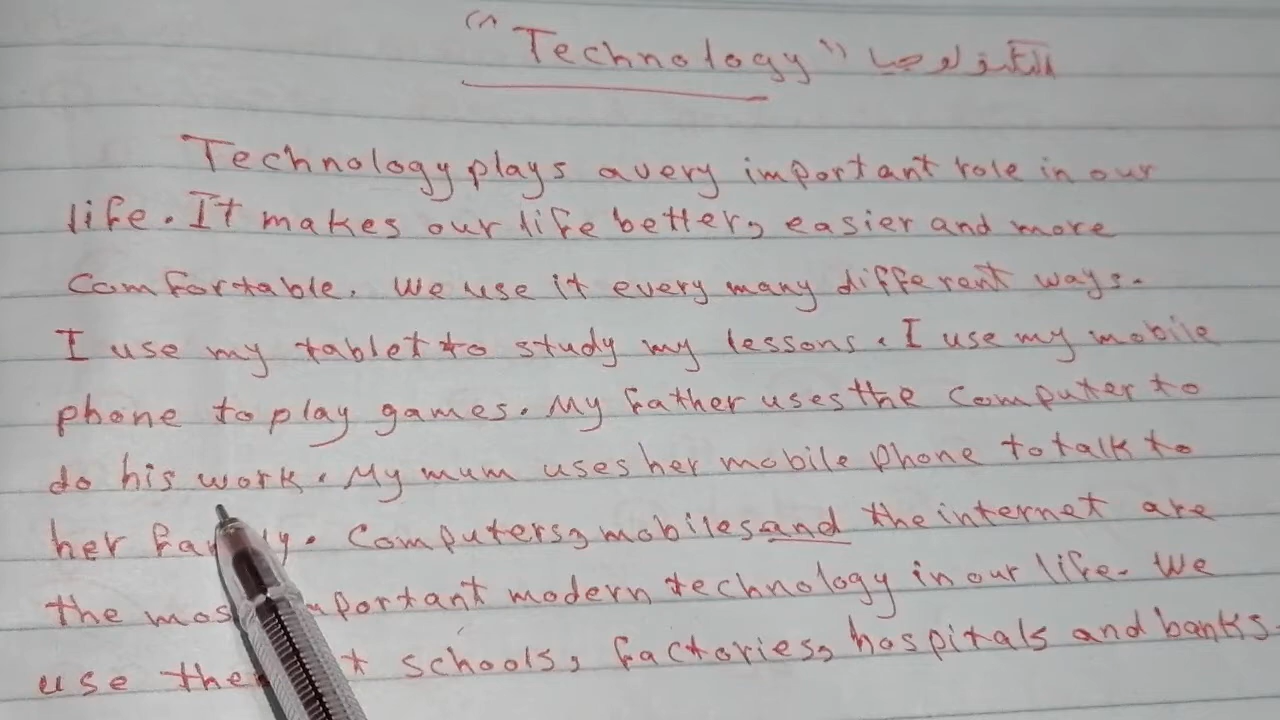 "Technology" التكنولوجيا
Technology plays a very important role in our
life. It makes our life better, easier and more
comfortable. We use it every many different ways.
I use my tablet to study my lessons. I use my mobile
phone to play games. My father uses the computer to
do his work. My mum uses her mobile phone to talk to
her. Computers, mobiles and the internet are
the important modern technology in our life. We
use schools, factories, hospitals and banks.